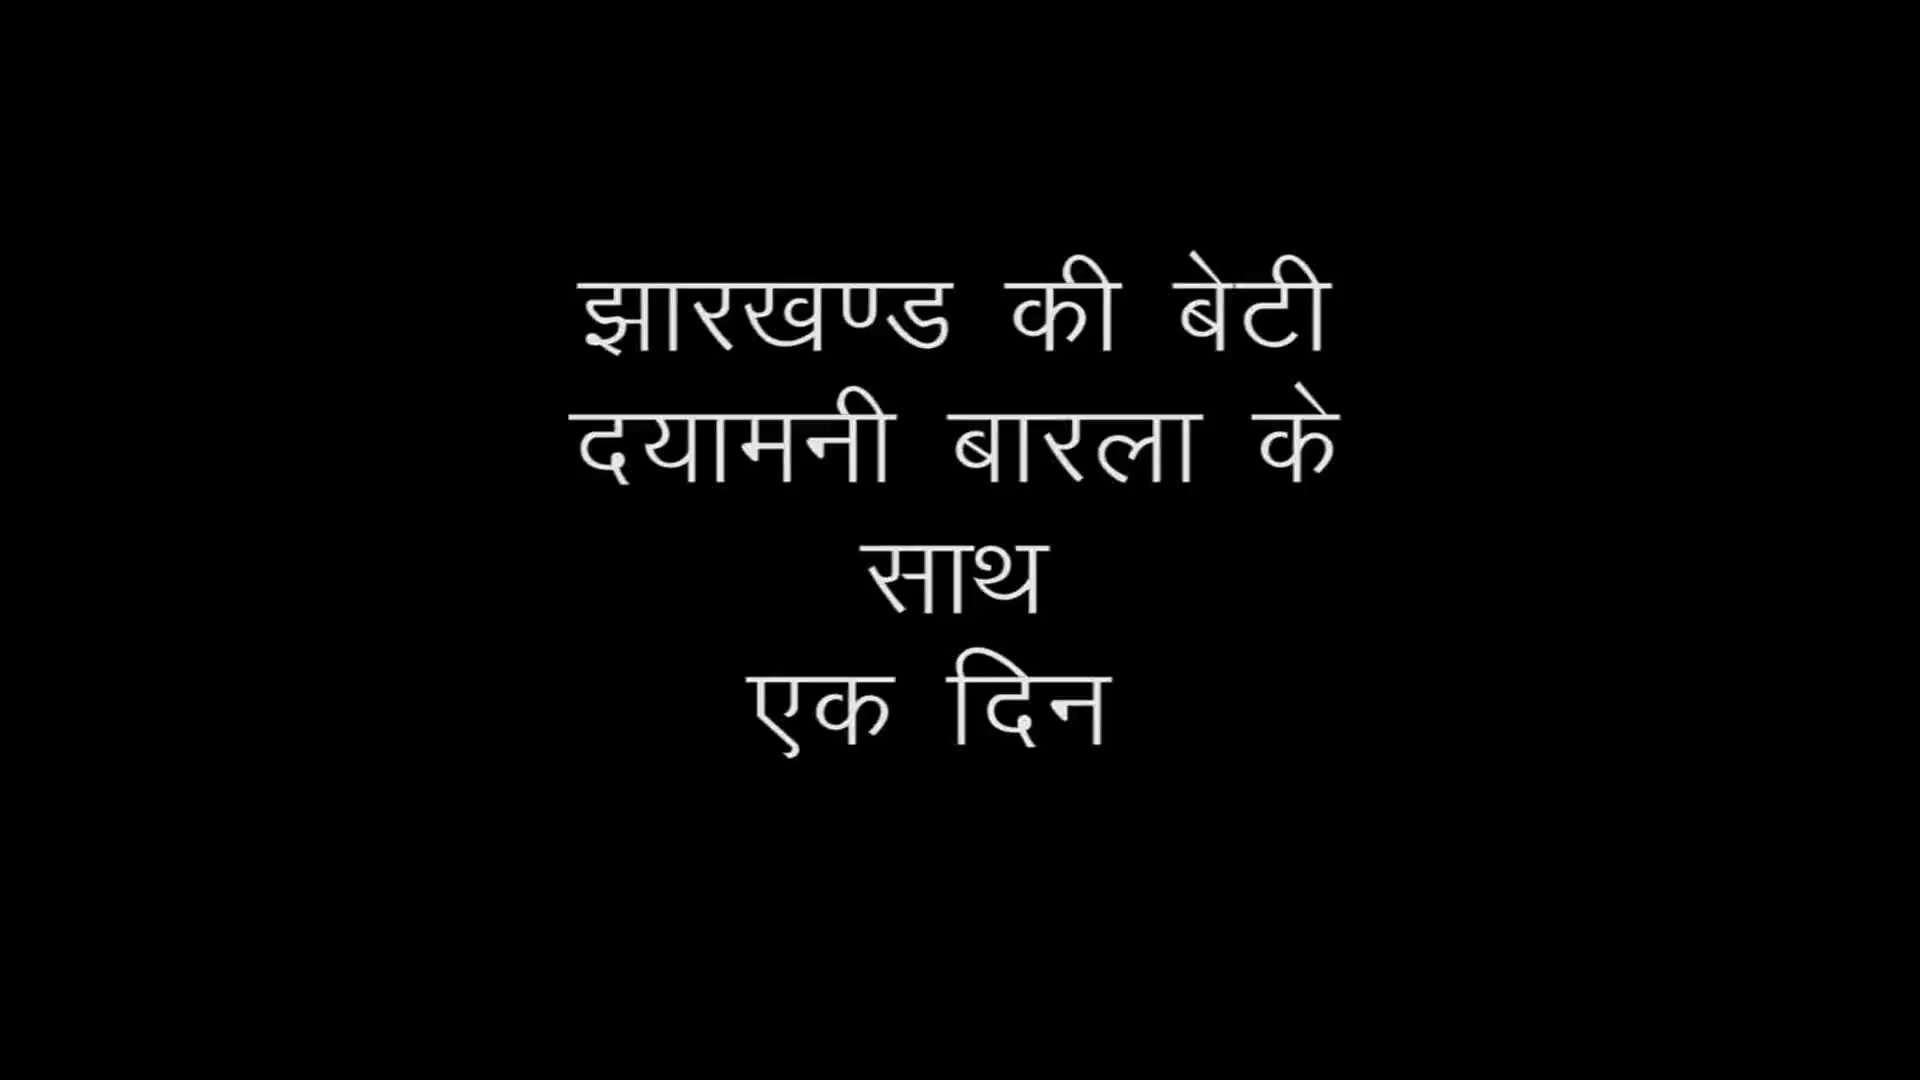 झारखण्ड की बेटी
दयामनी बारला के
साथ
एक दिन